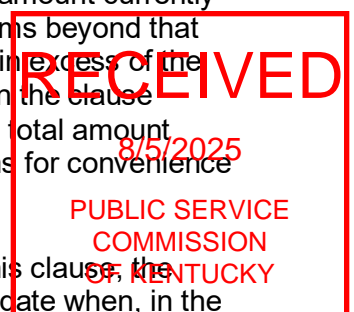 amount currently
ms beyond that
in excess of the
n the clause
total amount
s for convenience
RECEIVED
8/5/2025
PUBLIC SERVICE
COMMISSION
OF KENTUCKY
is clause, the
date when, in the